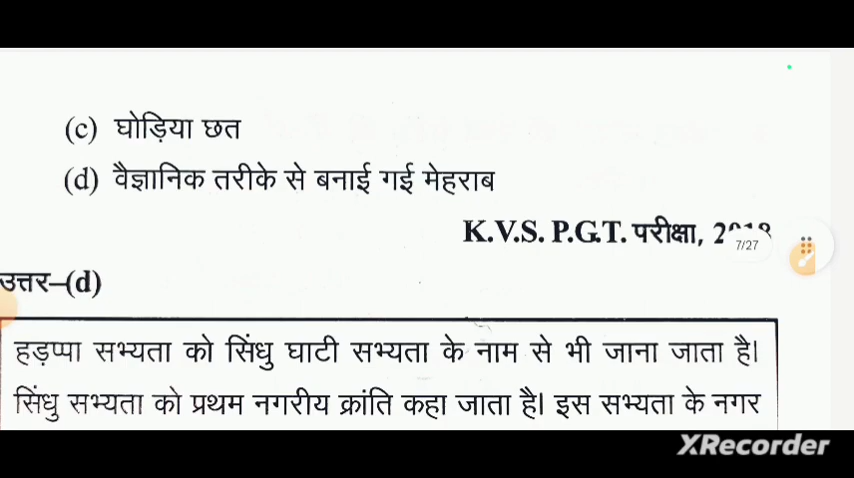 (c) घोड़िया छत
(d) वैज्ञानिक तरीके से बनाई गई मेहराब
K.V.S. P.G.T. परीक्षा,
7/27
उत्तर–(d)
हड़प्पा सभ्यता को सिंधु घाटी सभ्यता के नाम से भी जाना जाता है।
सिंधु सभ्यता को प्रथम नगरीय क्रांति कहा जाता है। इस सभ्यता के नगर
XRecorder